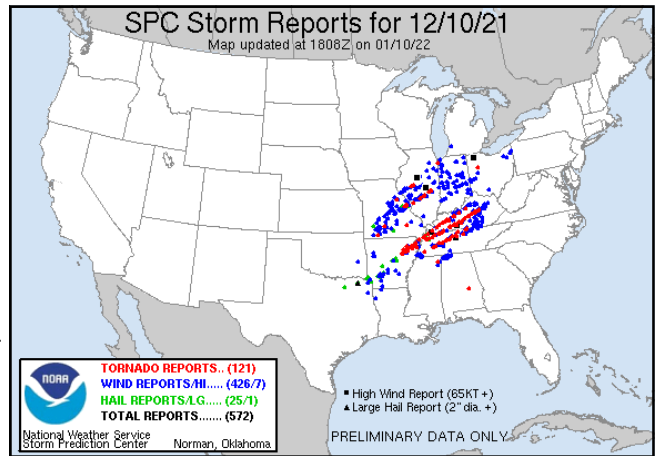 SPC Storm Reports for 12/10/21
Map updated at 1808Z on 01/10/22
NOAA
TORNADO REPORTS.. (121)
WIND REPORTS/HI..... (426/7)
HAIL REPORTS/LG..... (25/1)
TOTAL REPORTS....... (572)
National Weather Service
Storm Prediction Center Norman, Oklahoma
High Wind Report (65KT +)
Large Hail Report (2" dia. +)
PRELIMINARY DATA ONLY